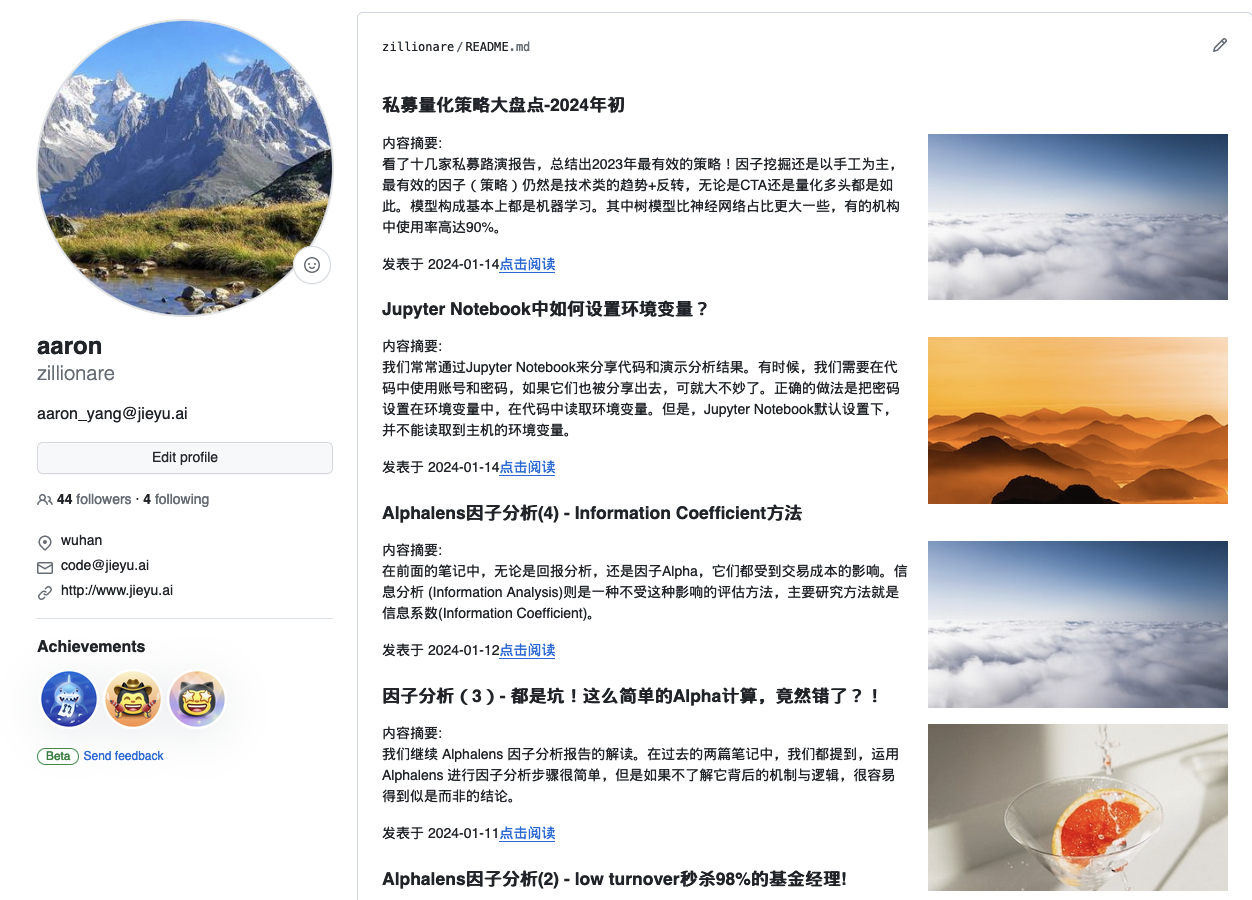 aaron
zillionare
aaron_yang@jieyu.ai
Edit profile
44 followers · 4 following
wuhan
code@jieyu.ai
http://www.jieyu.ai
Achievements
Beta Send feedback
zillionare/README.md
私募量化策略大盘点-2024年初
内容摘要:
看了十几家私募路演报告，总结出2023年最有效的策略！因子挖掘还是以手工为主，
最有效的因子（策略）仍然是技术类的趋势+反转，无论是CTA还是量化多头都是如
此。模型构成基本上都是机器学习。其中树模型比神经网络占比更大一些，有的机构
中使用率高达90%。
发表于 2024-01-14点击阅读
Jupyter Notebook中如何设置环境变量？
内容摘要:
我们常常通过Jupyter Notebook来分享代码和演示分析结果。有时候，我们需要在代
码中使用账号和密码，如果它们也被分享出去，可就大不妙了。正确的做法是把密码
设置在环境变量中，在代码中读取环境变量。但是，Jupyter Notebook默认设置下，
并不能读取到主机的环境变量。
发表于 2024-01-14点击阅读
Alphalens因子分析(4) - Information Coefficient方法
内容摘要:
在前面的笔记中，无论是回报分析，还是因子Alpha，它们都受到交易成本的影响。信
息分析 (Information Analysis)则是一种不受这种影响的评估方法，主要研究方法就是
信息系数(Information Coefficient)。
发表于 2024-01-12点击阅读
因子分析（3）- 都是坑！这么简单的Alpha计算，竟然错了？！
内容摘要:
我们继续 Alphalens 因子分析报告的解读。在过去的两篇笔记中，我们都提到，运用
Alphalens 进行因子分析步骤很简单，但是如果不了解它背后的机制与逻辑，很容易
得到似是而非的结论。
发表于 2024-01-11点击阅读
Alphalens因子分析(2) - low turnover秒杀98%的基金经理!